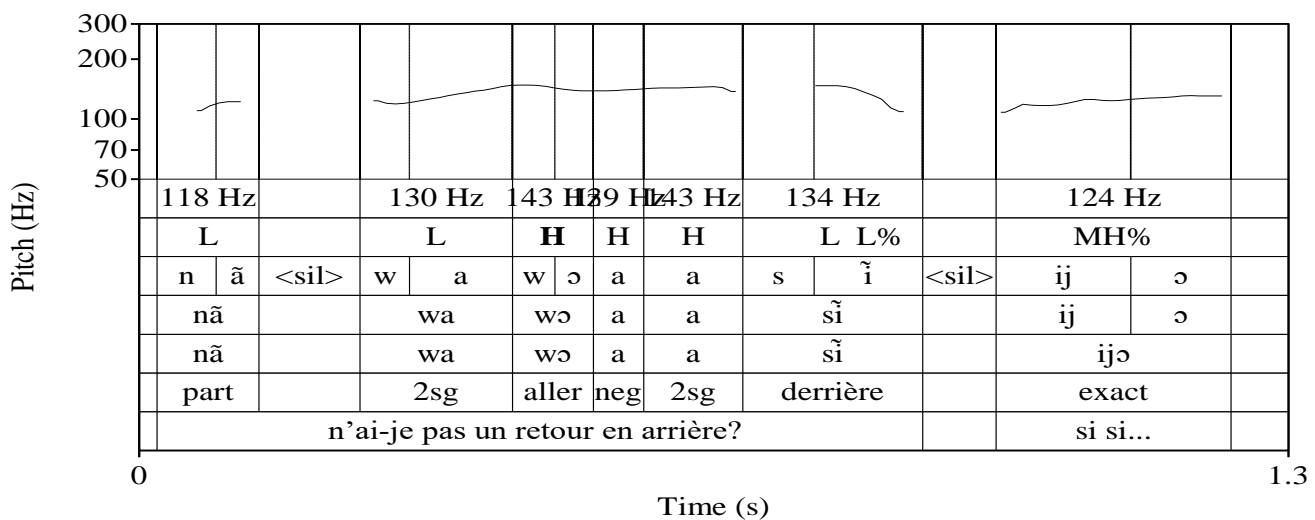 300
200
100
70
50
Pitch (Hz)
118 Hz 130 Hz 143 Hz 139 Hz 143 Hz 134 Hz 124 Hz
L L H H H L L% MH%
n ã <sil> w a w ɔ a a s ĩ <sil> ij ɔ
nã wa wɔ a a sĩ ij ɔ
nã wa wɔ a a sĩ ijɔ
part 2sg aller neg 2sg derrière exact
n’ai-je pas un retour en arrière? si si...
0 1.3
Time (s)